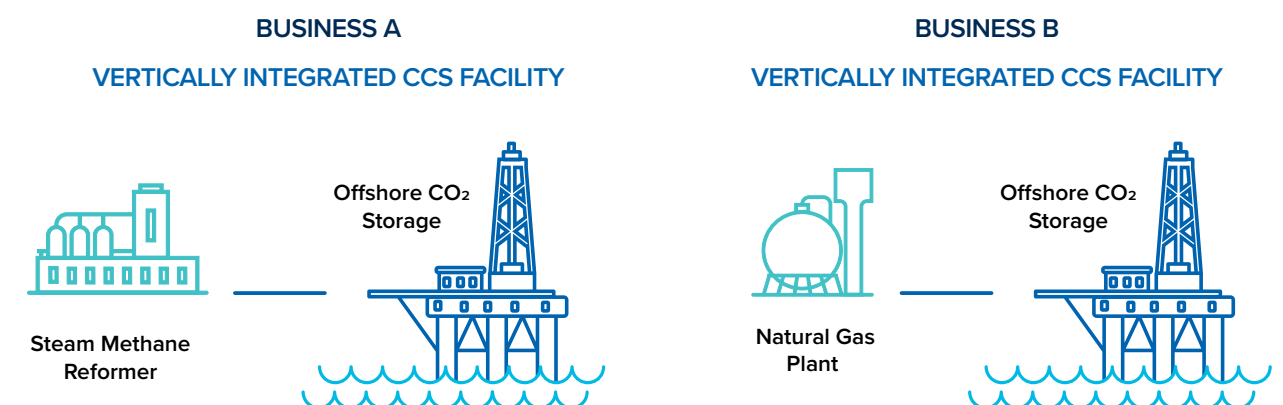 BUSINESS A
VERTICALLY INTEGRATED CCS FACILITY
Offshore CO₂
Storage
Steam Methane
Reformer
BUSINESS B
VERTICALLY INTEGRATED CCS FACILITY
Offshore CO₂
Storage
Natural Gas
Plant